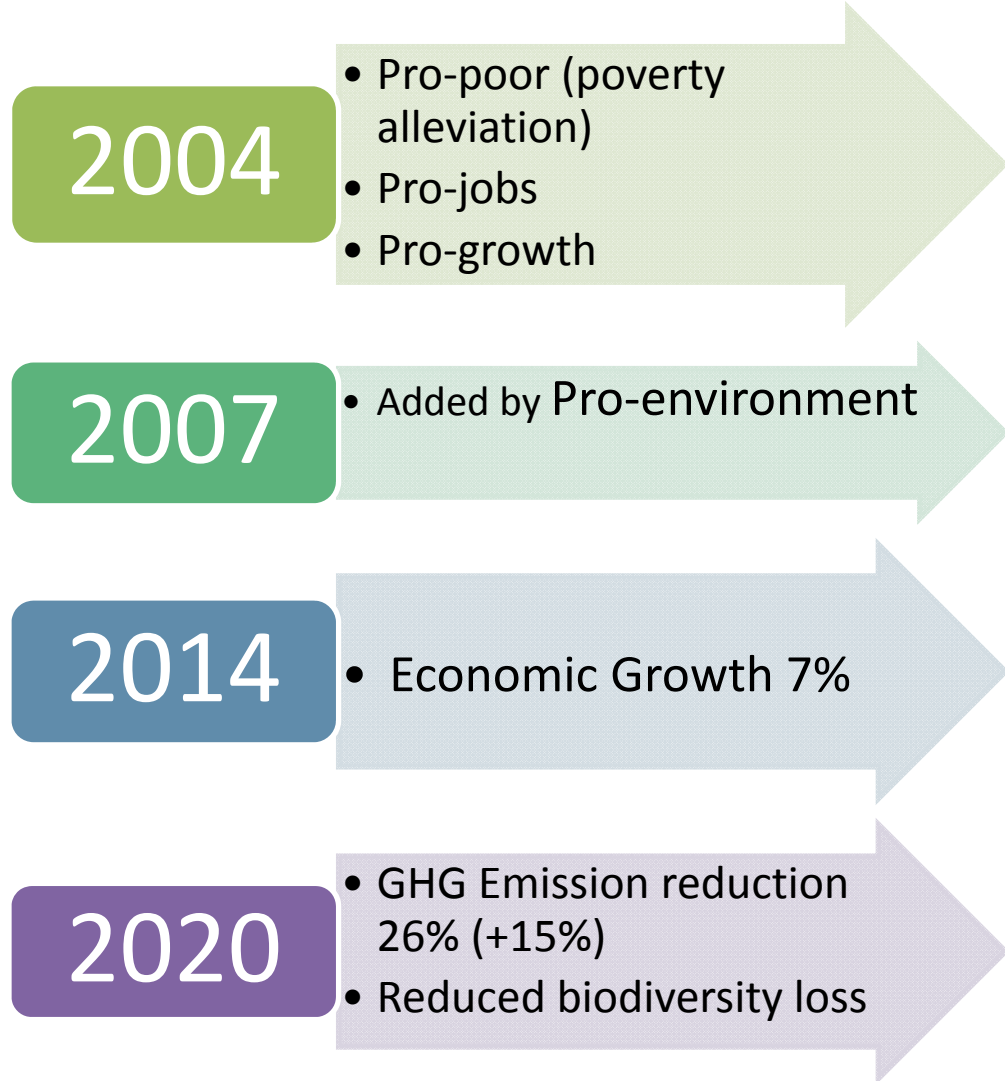 2004
• Pro-poor (poverty
alleviation)
• Pro-jobs
• Pro-growth
2007
• Added by Pro-environment
2014
• Economic Growth 7%
2020
• GHG Emission reduction
26% (+15%)
• Reduced biodiversity loss